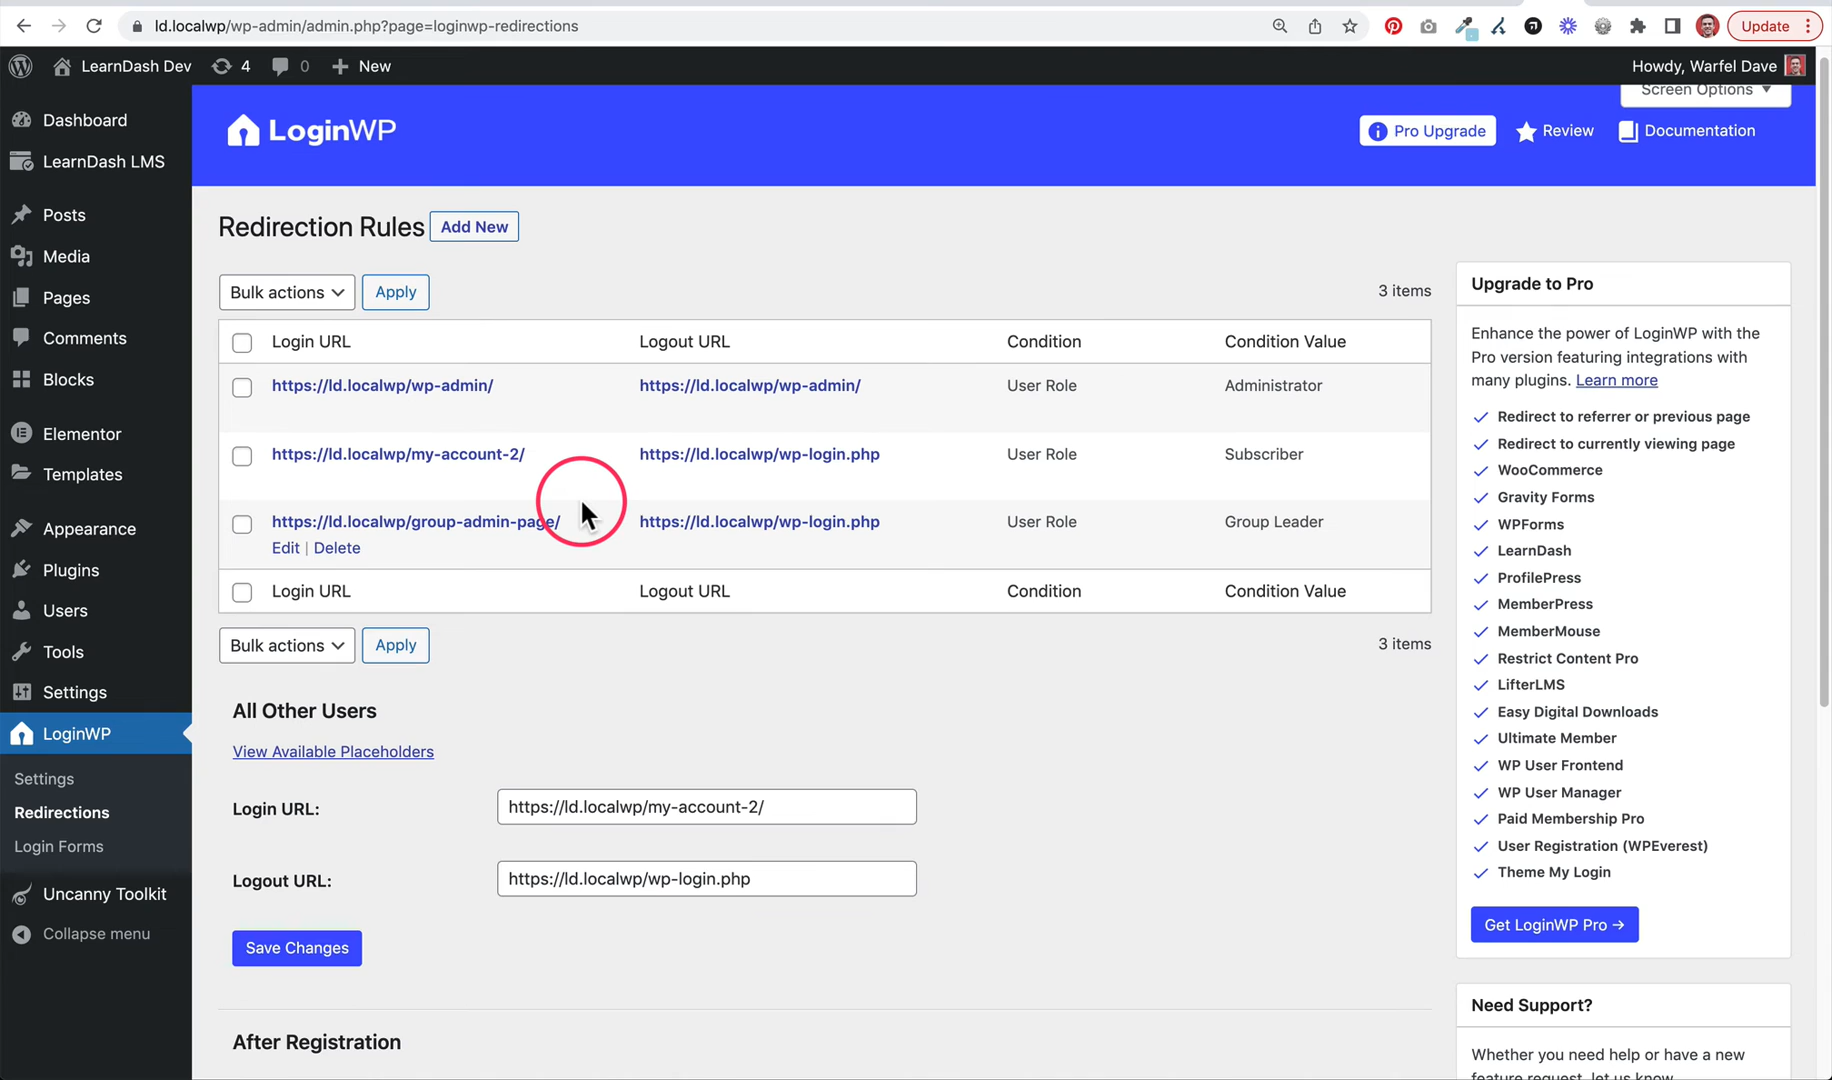 ld.localwp/wp-admin/admin.php?page=loginwp-redirections
Update
LearnDash Dev
4
0
New
Howdy, Warfel Dave
Screen Options
LoginWP
Pro Upgrade
Review
Documentation
Dashboard
LearnDash LMS
Posts
Media
Pages
Comments
Blocks
Elementor
Templates
Appearance
Plugins
Users
Tools
Settings
LoginWP
Settings
Redirections
Login Forms
Uncanny Toolkit
Collapse menu
Redirection Rules
Add New
Bulk actions
Apply
3 items
Login URL Logout URL Condition Condition Value
https://ld.localwp/wp-admin/ https://ld.localwp/wp-admin/ User Role Administrator
https://ld.localwp/my-account-2/ https://ld.localwp/wp-login.php User Role Subscriber
https://ld.localwp/group-admin-page/ https://ld.localwp/wp-login.php User Role Group Leader
Edit | Delete
Login URL Logout URL Condition Condition Value
Bulk actions
Apply
3 items
All Other Users
View Available Placeholders
Login URL: https://ld.localwp/my-account-2/
Logout URL: https://ld.localwp/wp-login.php
Save Changes
After Registration
Upgrade to Pro
Enhance the power of LoginWP with the
Pro version featuring integrations with
many plugins. Learn more
Redirect to referrer or previous page
Redirect to currently viewing page
WooCommerce
Gravity Forms
WPForms
LearnDash
ProfilePress
MemberPress
MemberMouse
Restrict Content Pro
LifterLMS
Easy Digital Downloads
Ultimate Member
WP User Frontend
WP User Manager
Paid Membership Pro
User Registration (WPEverest)
Theme My Login
Get LoginWP Pro →
Need Support?
Whether you need help or have a new
feature request, let us know